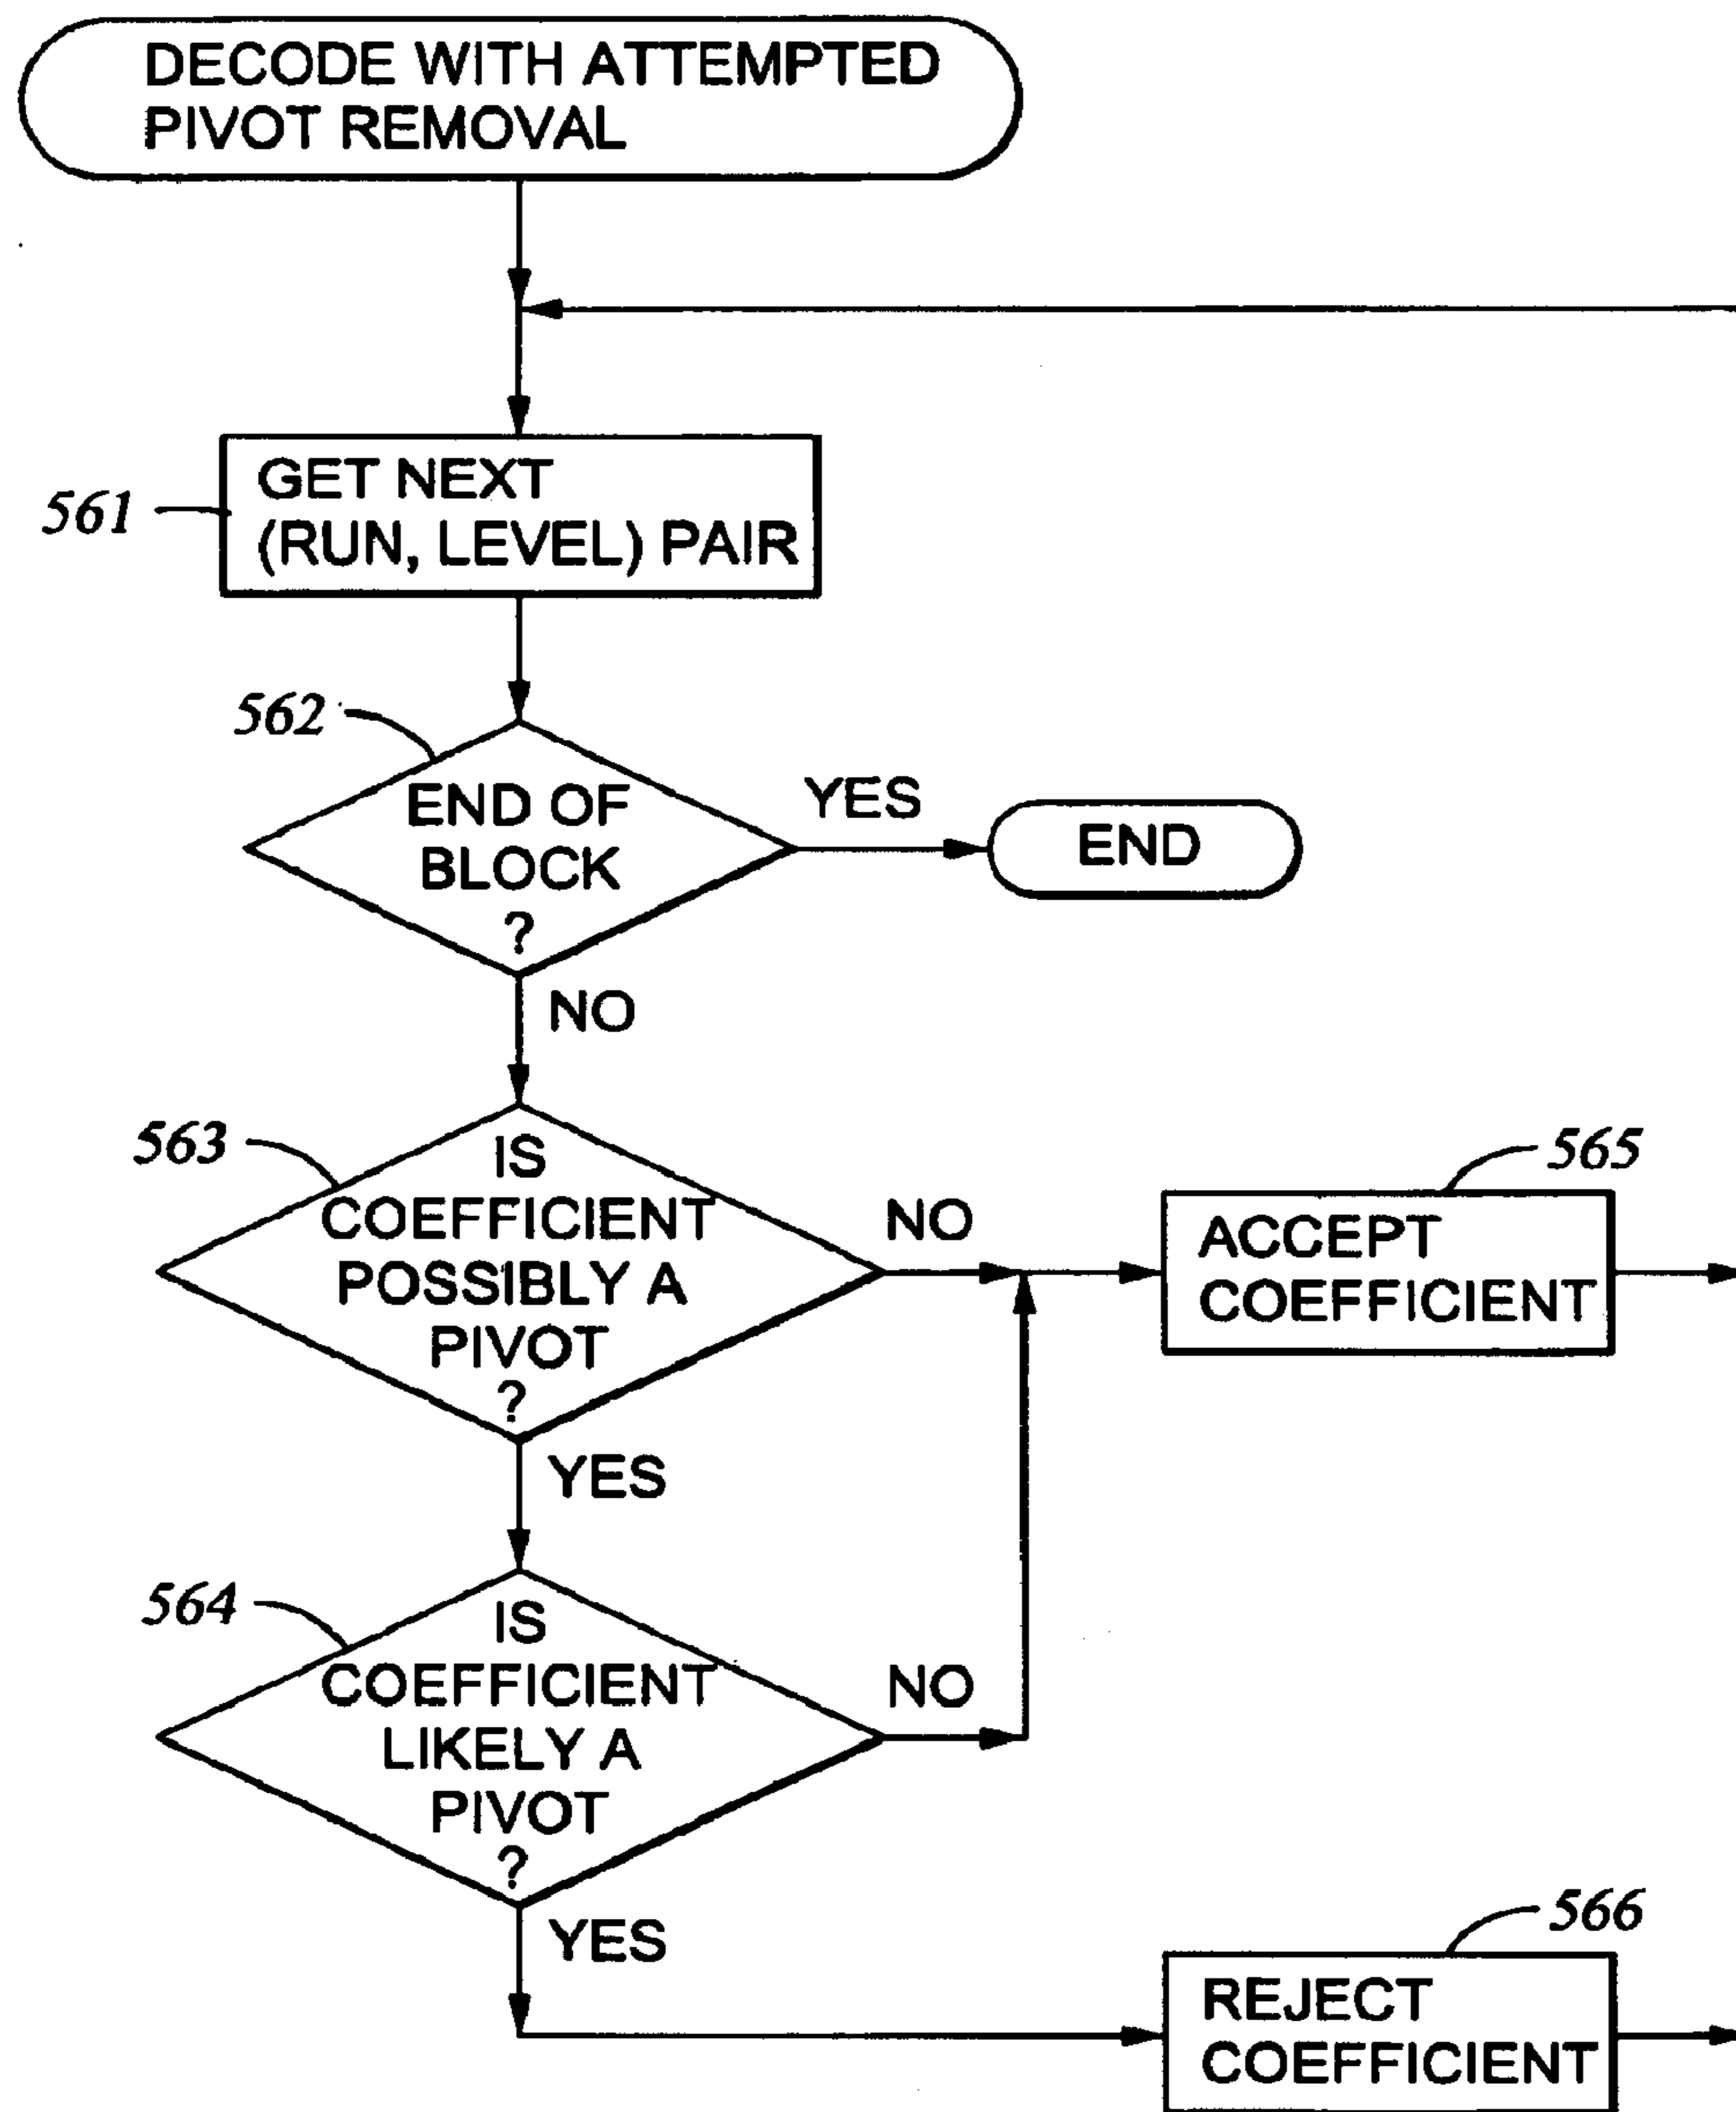 DECODE WITH ATTEMPTED
PIVOT REMOVAL
561
GET NEXT
(RUN, LEVEL) PAIR
562
END OF
BLOCK
?
YES
END
NO
563
IS
COEFFICIENT
POSSIBLY A
PIVOT
?
NO
565
ACCEPT
COEFFICIENT
YES
564
IS
COEFFICIENT
LIKELY A
PIVOT
?
NO
YES
566
REJECT
COEFFICIENT